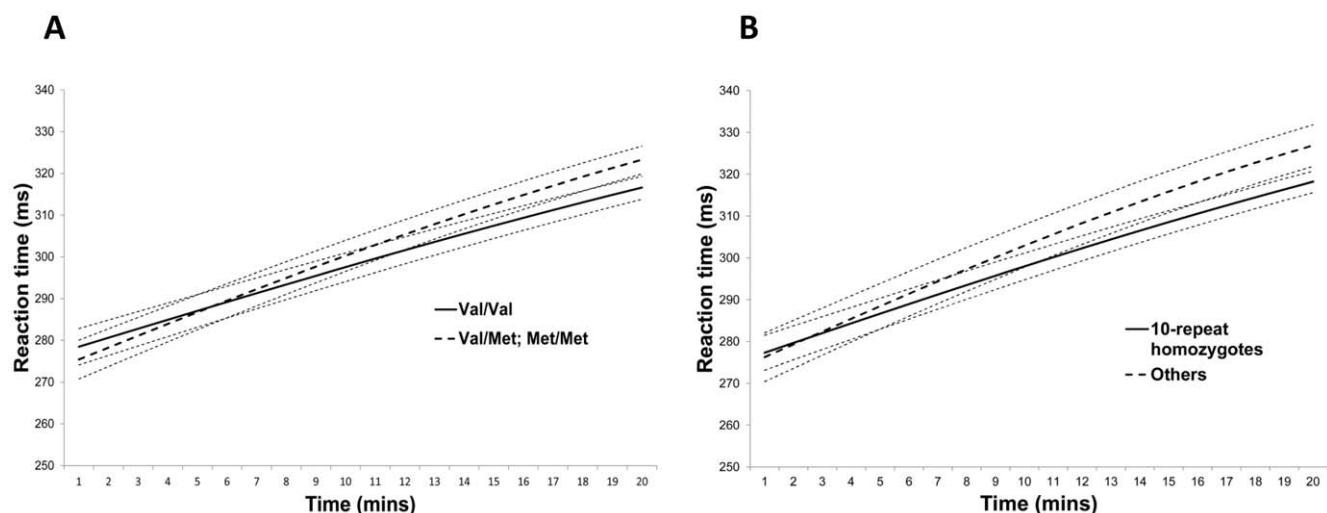 A
340
330
320
310
300
290
280
270
260
250
Reaction time (ms)
Val/Val
Val/Met; Met/Met
1 2 3 4 5 6 7 8 9 10 11 12 13 14 15 16 17 18 19 20
Time (mins)
B
340
330
320
310
300
290
280
270
260
250
Reaction time (ms)
10-repeat
homozygotes
Others
1 2 3 4 5 6 7 8 9 10 11 12 13 14 15 16 17 18 19 20
Time (mins)